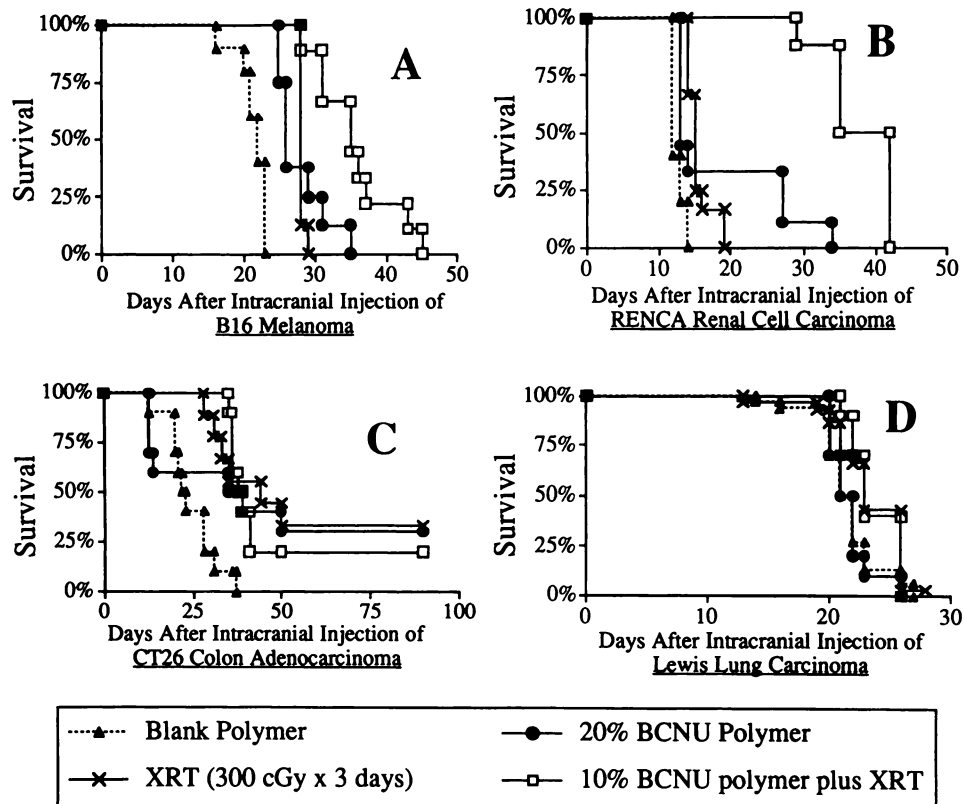 A
Survival
100%
75%
50%
25%
0%
0 10 20 30 40 50
Days After Intracranial Injection of
B16 Melanoma
B
Survival
100%
75%
50%
25%
0%
0 10 20 30 40 50
Days After Intracranial Injection of
RENCA Renal Cell Carcinoma
C
Survival
100%
75%
50%
25%
0%
0 25 50 75 100
Days After Intracranial Injection of
CT26 Colon Adenocarcinoma
D
Survival
100%
75%
50%
25%
0%
0 10 20 30
Days After Intracranial Injection of
Lewis Lung Carcinoma
Blank Polymer
20% BCNU Polymer
XRT (300 cGy x 3 days)
10% BCNU polymer plus XRT